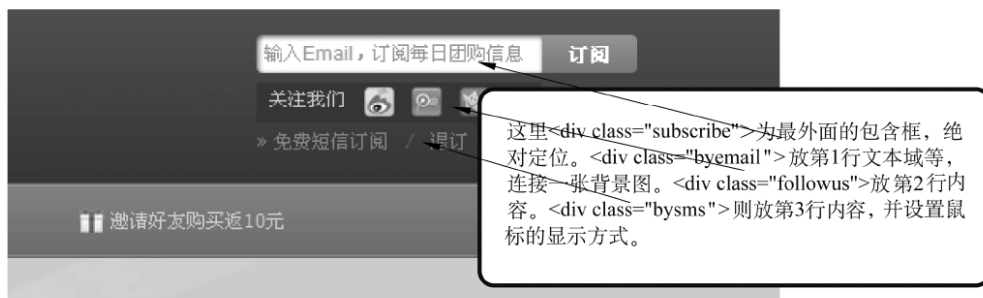 输入Email，订阅每日团购信息 订阅
关注我们
» 免费短信订阅 / 退订
邀请好友购买返10元
这里<div class="subscribe">为最外面的包含框，绝
对定位。<div class="byemail">放第1行文本域等，
连接一张背景图。<div class="followus">放第2行内
容。<div class="bysms">则放第3行内容，并设置鼠
标的显示方式。